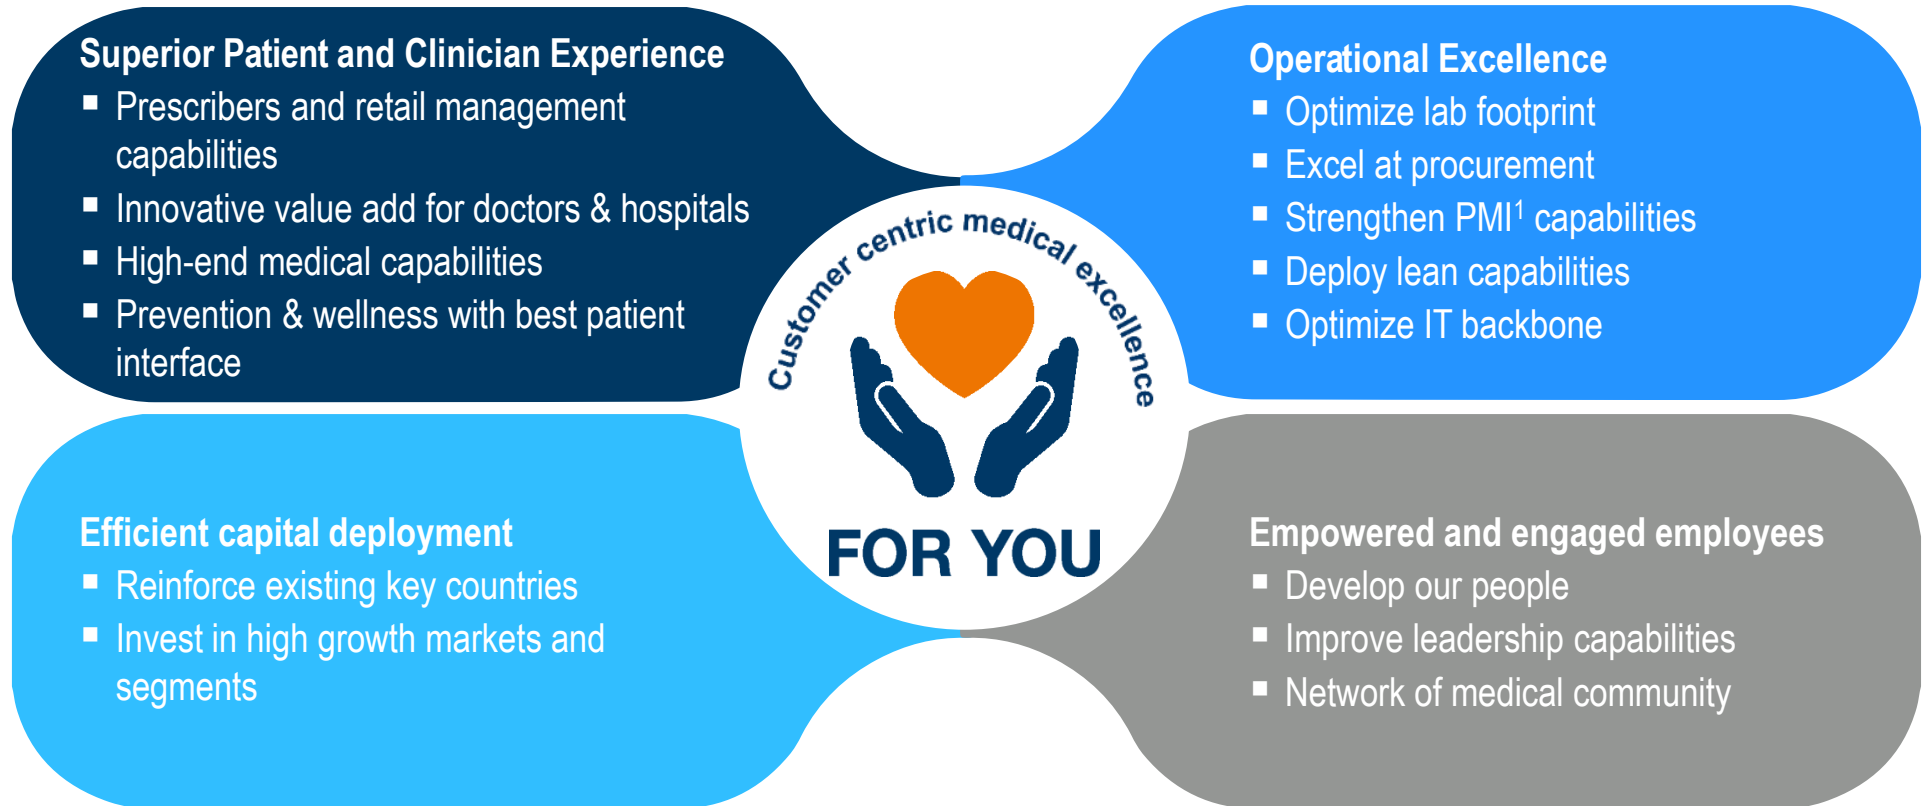 Superior Patient and Clinician Experience
▪ Prescribers and retail management
capabilities
▪ Innovative value add for doctors & hospitals
▪ High-end medical capabilities
▪ Prevention & wellness with best patient
interface
Operational Excellence
▪ Optimize lab footprint
▪ Excel at procurement
▪ Strengthen PMI¹ capabilities
▪ Deploy lean capabilities
▪ Optimize IT backbone
Customer centric medical excellence
FOR YOU
Efficient capital deployment
▪ Reinforce existing key countries
▪ Invest in high growth markets and
segments
Empowered and engaged employees
▪ Develop our people
▪ Improve leadership capabilities
▪ Network of medical community